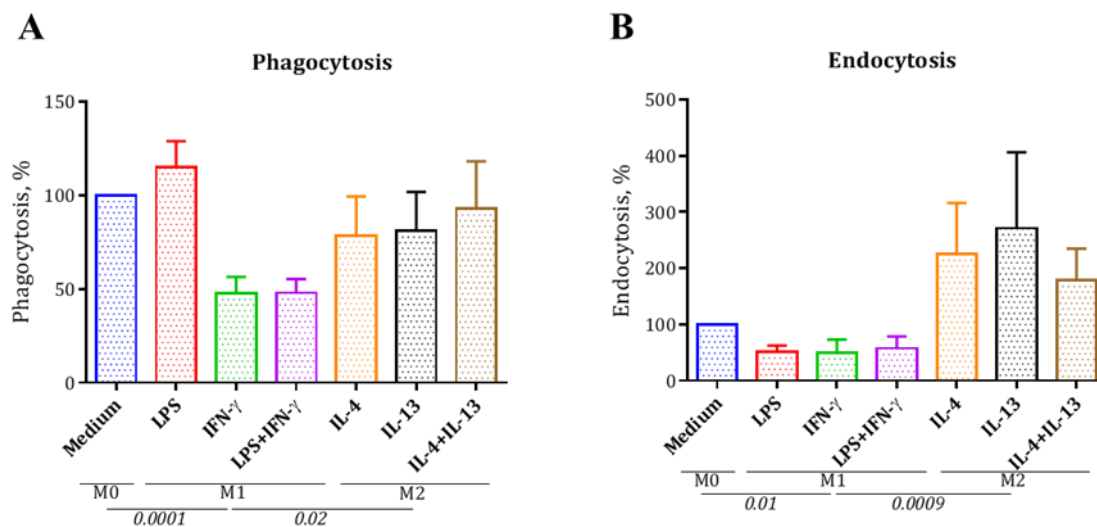 A
Phagocytosis
Phagocytosis, %
150
100
50
0
Medium
LPS
IFN-γ
LPS+IFN-γ
IL-4
IL-13
IL-4+IL-13
M0
M1
M2
0.0001
0.02
B
Endocytosis
Endocytosis, %
500
400
300
200
100
0
Medium
LPS
IFN-γ
LPS+IFN-γ
IL-4
IL-13
IL-4+IL-13
M0
M1
M2
0.01
0.0009